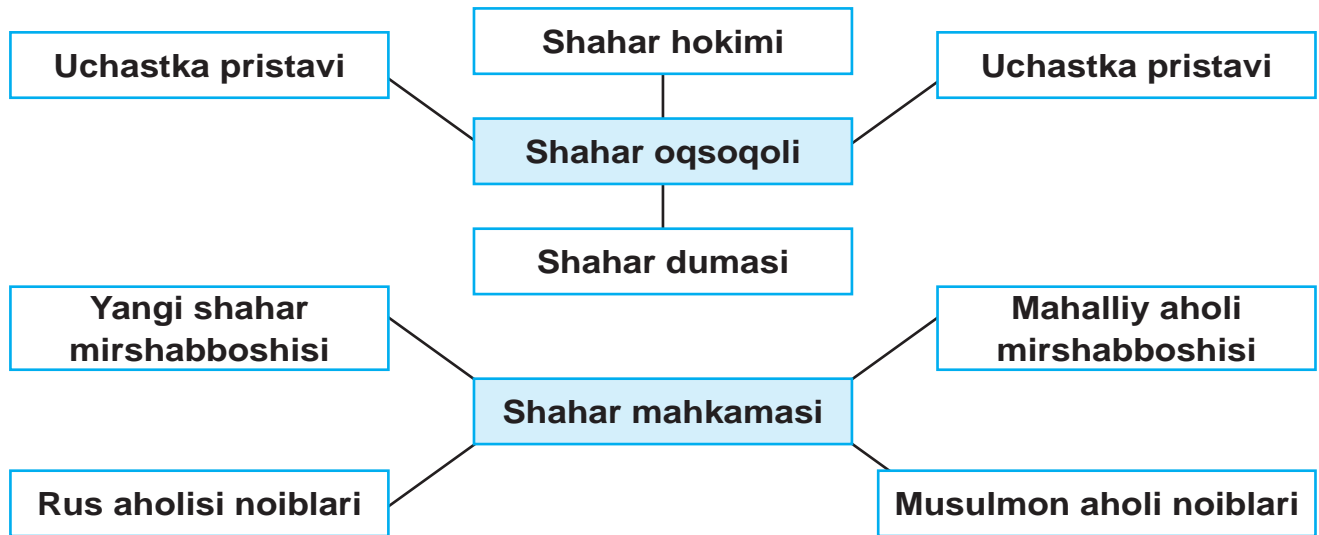 Shahar hokimi
Uchastka pristavi
Uchastka pristavi
Shahar oqsoqoli
Shahar dumasi
Yangi shahar
mirshabboshisi
Mahalliy aholi
mirshabboshisi
Shahar mahkamasi
Rus aholisi noiblari
Musulmon aholi noiblari